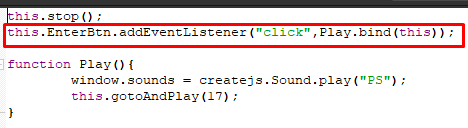 this.stop();
this.EnterBtn.addEventListener("click",Play.bind(this));
function Play(){
window.sounds = createjs.Sound.play("PS");
this.gotoAndPlay(17);
}